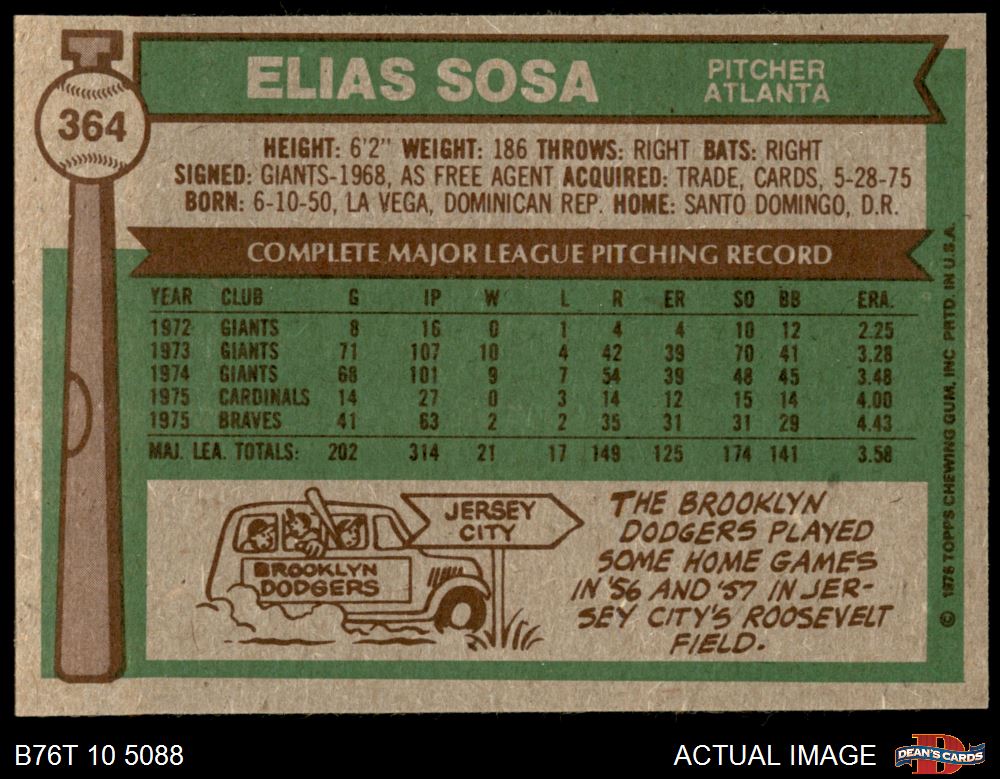 364
ELIAS SOSA
PITCHER
ATLANTA
HEIGHT: 6'2" WEIGHT: 186 THROWS: RIGHT BATS: RIGHT
SIGNED: GIANTS-1968, AS FREE AGENT ACQUIRED: TRADE, CARDS, 5-28-75
BORN: 6-10-50, LA VEGA, DOMINICAN REP. HOME: SANTO DOMINGO, D.R.
COMPLETE MAJOR LEAGUE PITCHING RECORD
YEAR CLUB G IP W L R ER SO BB ERA.
1972 GIANTS 8 16 0 1 4 4 10 12 2.25
1973 GIANTS 71 107 10 4 42 39 70 41 3.28
1974 GIANTS 68 101 9 7 54 39 48 45 3.48
1975 CARDINALS 14 27 0 3 14 12 15 14 4.00
1975 BRAVES 41 63 2 2 35 31 31 29 4.43
MAJ. LEA. TOTALS: 202 314 21 17 149 125 174 141 3.58
JERSEY
CITY
BROOKLYN
DODGERS
THE BROOKLYN
DODGERS PLAYED
SOME HOME GAMES
IN '56 AND '57 IN JER-
SEY CITY'S ROOSEVELT
FIELD.
© 1976 TOPPS CHEWING GUM, INC. PRTD. IN U.S.A.
B76T 10 5088
ACTUAL IMAGE
DEAN'S CARDS